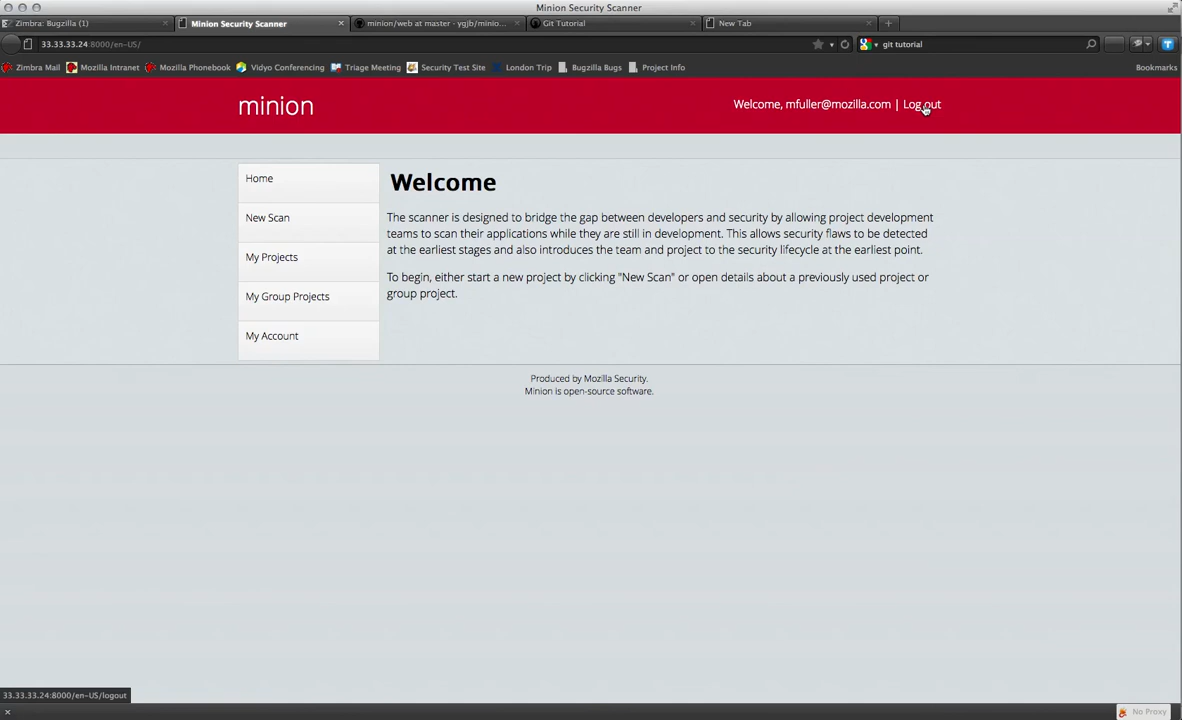 Minion Security Scanner
Zimbra: Bugzilla (1)
Minion Security Scanner
minion/web at master · ygjb/minio...
Git Tutorial
New Tab
33.33.33.24:8000/en-US/
git tutorial
Zimbra Mail
Mozilla Intranet
Mozilla Phonebook
Vidyo Conferencing
Triage Meeting
Security Test Site
London Trip
Bugzilla Bugs
Project Info
Bookmarks
minion
Welcome, mfuller@mozilla.com | Log out
Home
New Scan
My Projects
My Group Projects
My Account
Welcome
The scanner is designed to bridge the gap between developers and security by allowing project development
teams to scan their applications while they are still in development. This allows security flaws to be detected
at the earliest stages and also introduces the team and project to the security lifecycle at the earliest point.
To begin, either start a new project by clicking "New Scan" or open details about a previously used project or
group project.
Produced by Mozilla Security.
Minion is open-source software.
33.33.33.24:8000/en-US/logout
No Proxy